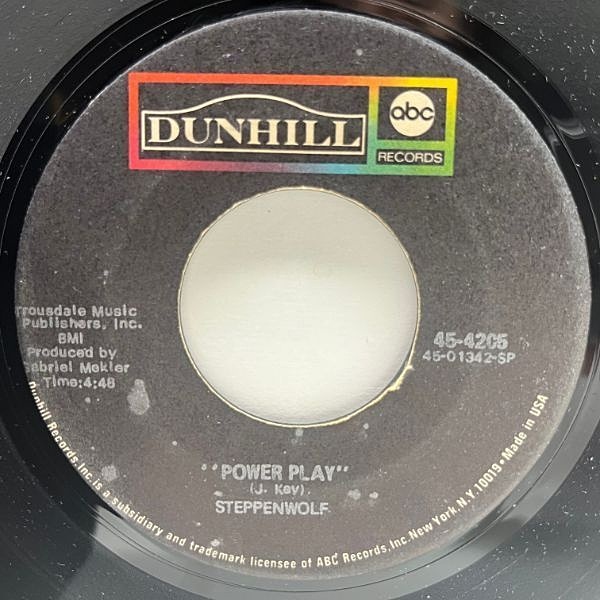 DUNHILL
abc
RECORDS
Trousdale Music
Publishers, Inc.
BMI
Produced by
Gabriel Mekler
Time:4:48
45-4205
45-01342-SP
"POWER PLAY"
(J. Kay)
STEPPENWOLF
Dunhill Records, Inc. is a subsidiary and trademark licensee of ABC Records, Inc. New York, N.Y. 10019 • Made in USA